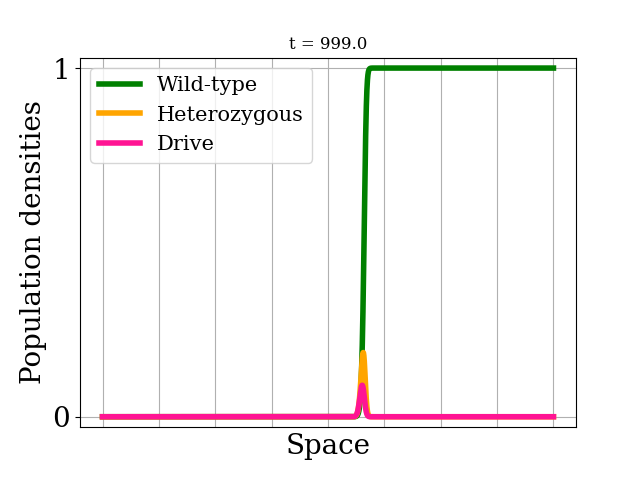 t = 999.0
1
Wild-type
Heterozygous
Drive
Population densities
0
Space